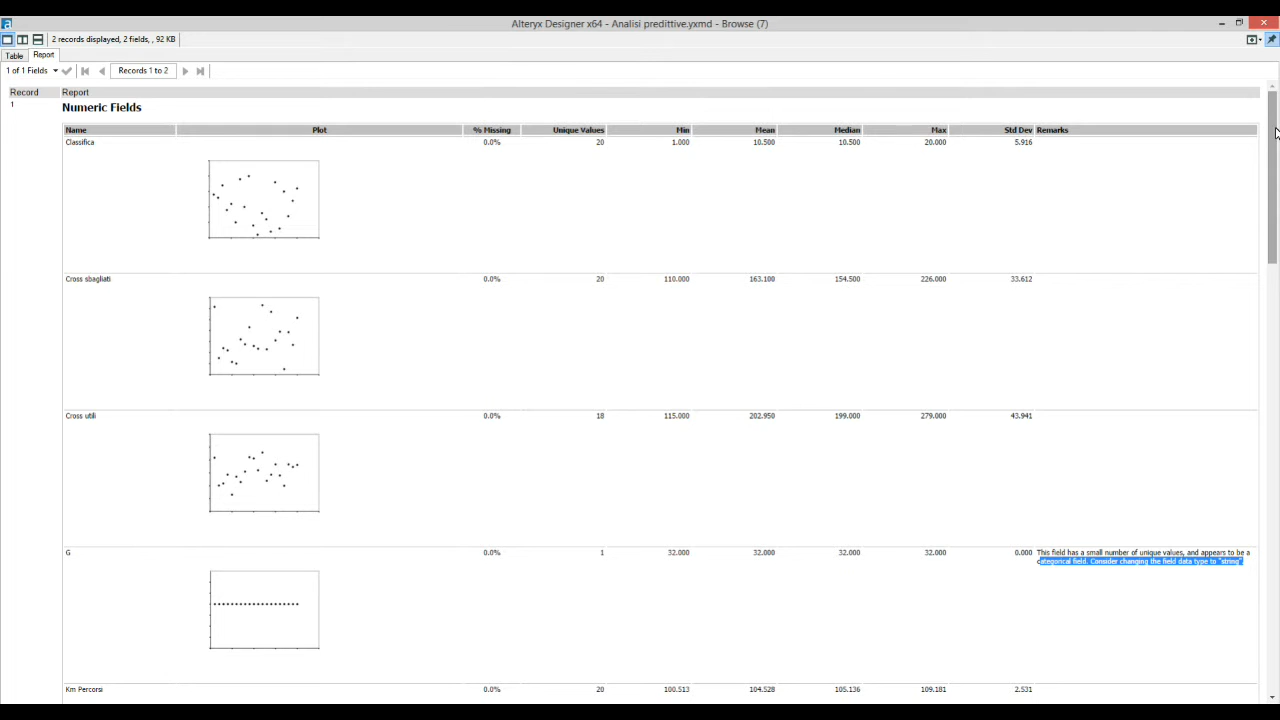 Alteryx Designer x64 - Analisi predittive.yxmd - Browse (7)
2 records displayed, 2 fields, , 92 KB
Table Report
1 of 1 Fields Records 1 to 2
Record Report
1 Numeric Fields
Name Plot % Missing Unique Values Min Mean Median Max Std Dev Remarks
Classifica 0.0% 20 1.000 10.500 10.500 20.000 5.916
Cross sbagliati 0.0% 20 110.000 163.100 154.500 226.000 33.612
Cross utili 0.0% 18 115.000 202.950 199.000 279.000 43.941
G 0.0% 1 32.000 32.000 32.000 32.000 0.000 This field has a small number of unique values, and appears to be a
categorical field. Consider changing the field data type to "string".
Km Percorsi 0.0% 20 100.513 104.528 105.136 109.181 2.531